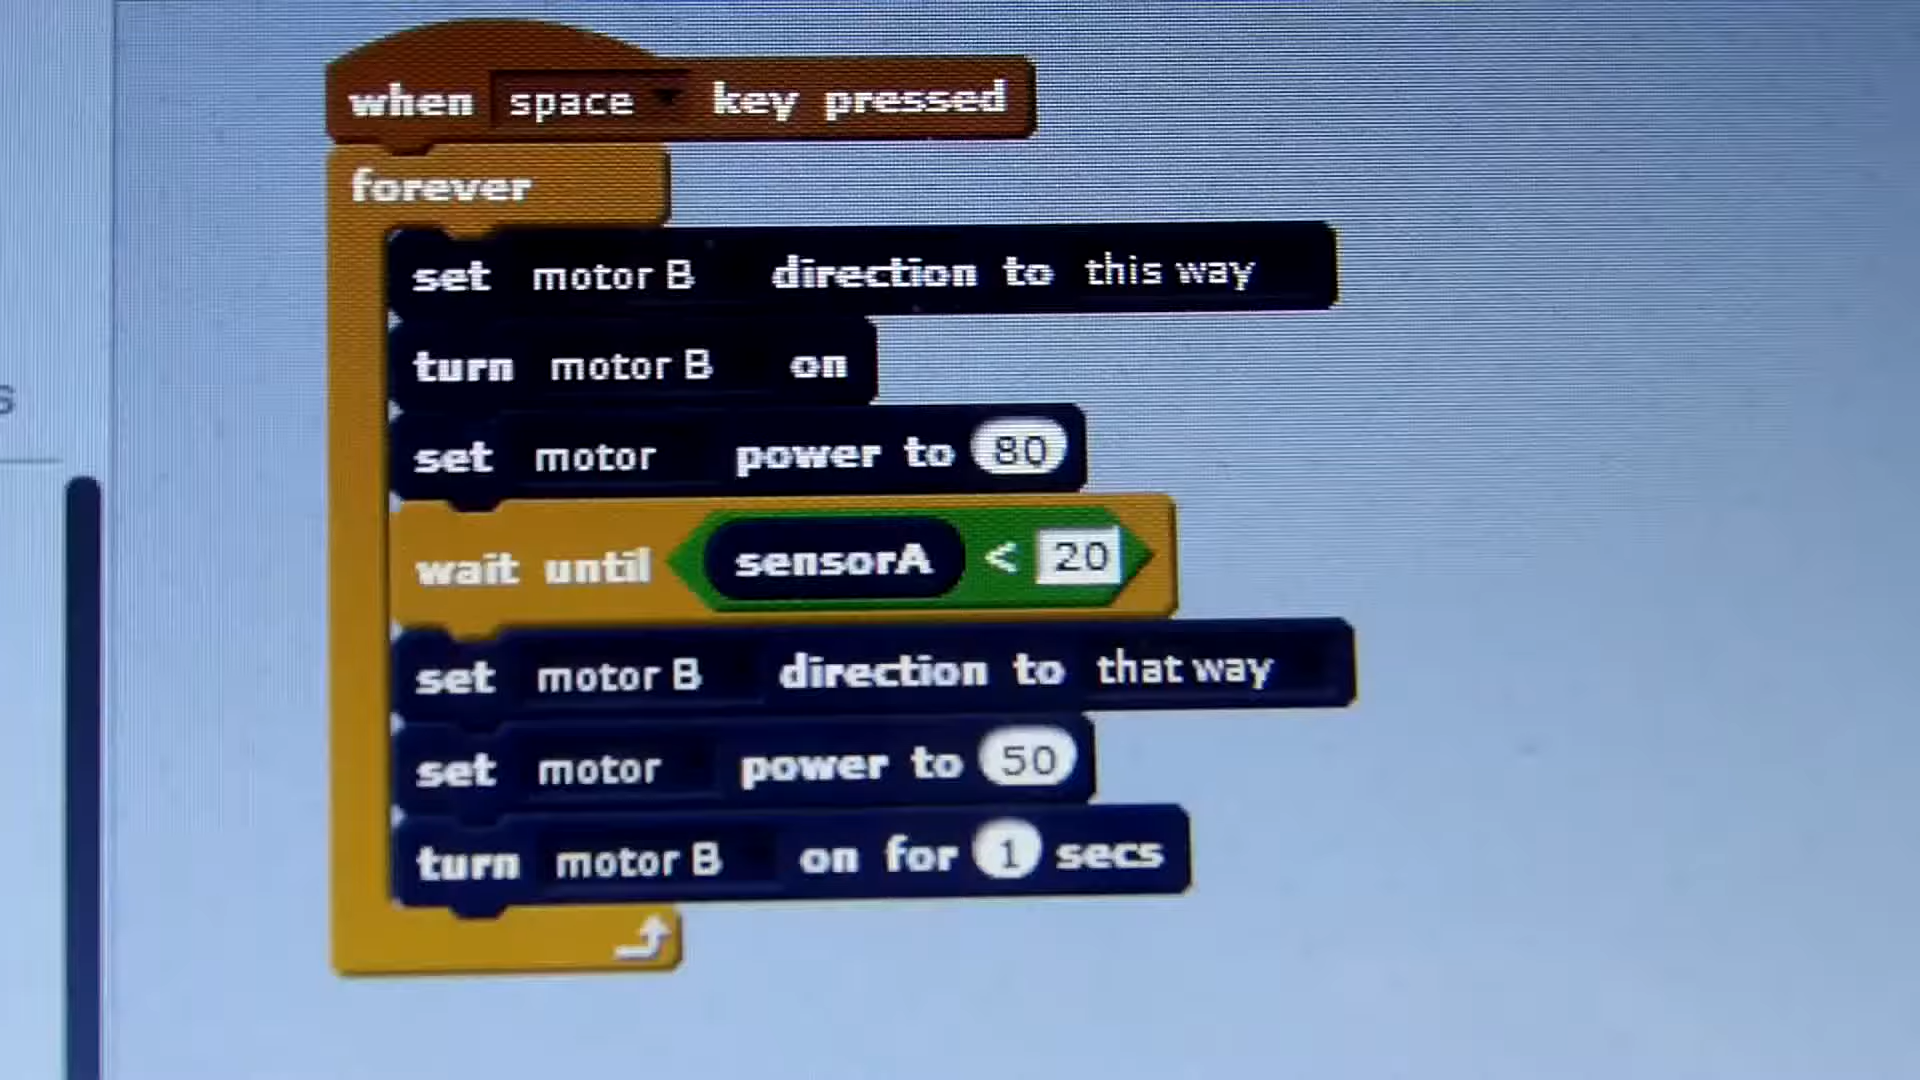 when space key pressed
forever
set motor B direction to this way
turn motor B on
set motor power to 80
wait until sensorA < 20
set motor B direction to that way
set motor power to 50
turn motor B on for 1 secs
s